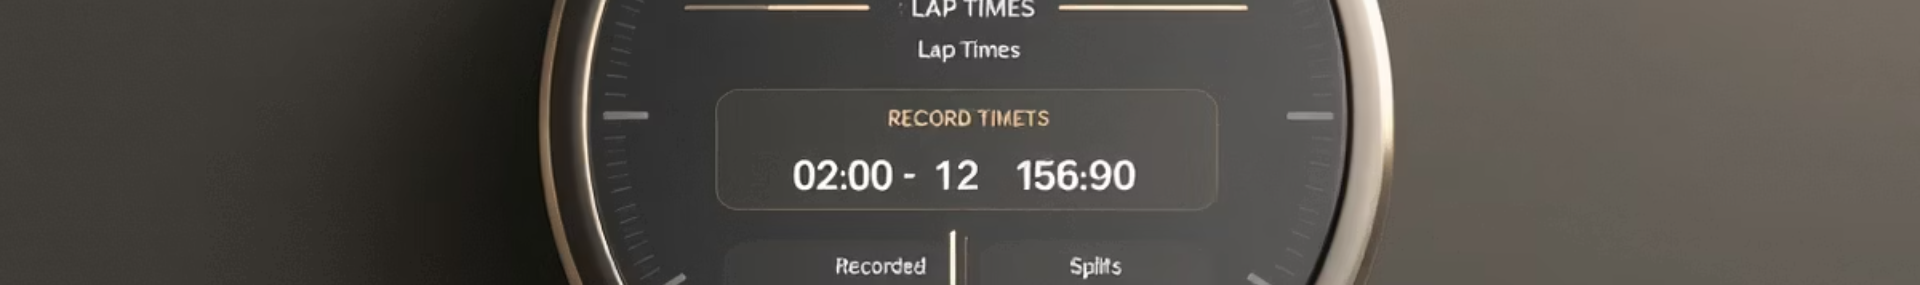 LAP TIMES
Lap Times
RECORD TIMETS
02:00 - 12 156:90
Recorded Splits